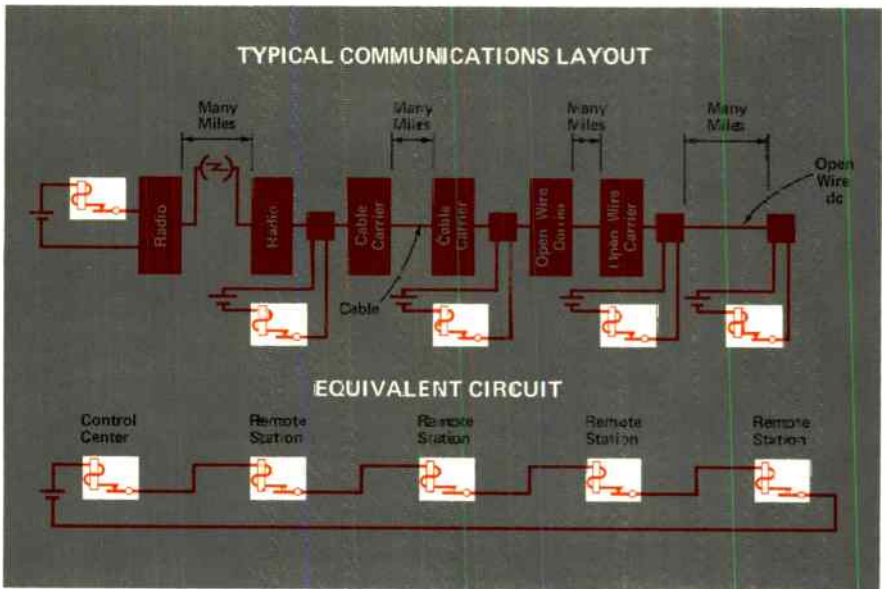 TYPICAL COMMUNICATIONS LAYOUT
Many
Miles
Many
Miles
Many
Miles
Many
Miles
Open
Wire
dc
Radio
Radio
Cable
Carrier
Cable
Carrier
Open Wire
Carrier
Open Wire
Carrier
Cable
EQUIVALENT CIRCUIT
Control
Center
Remote
Station
Remote
Station
Remote
Station
Remote
Station